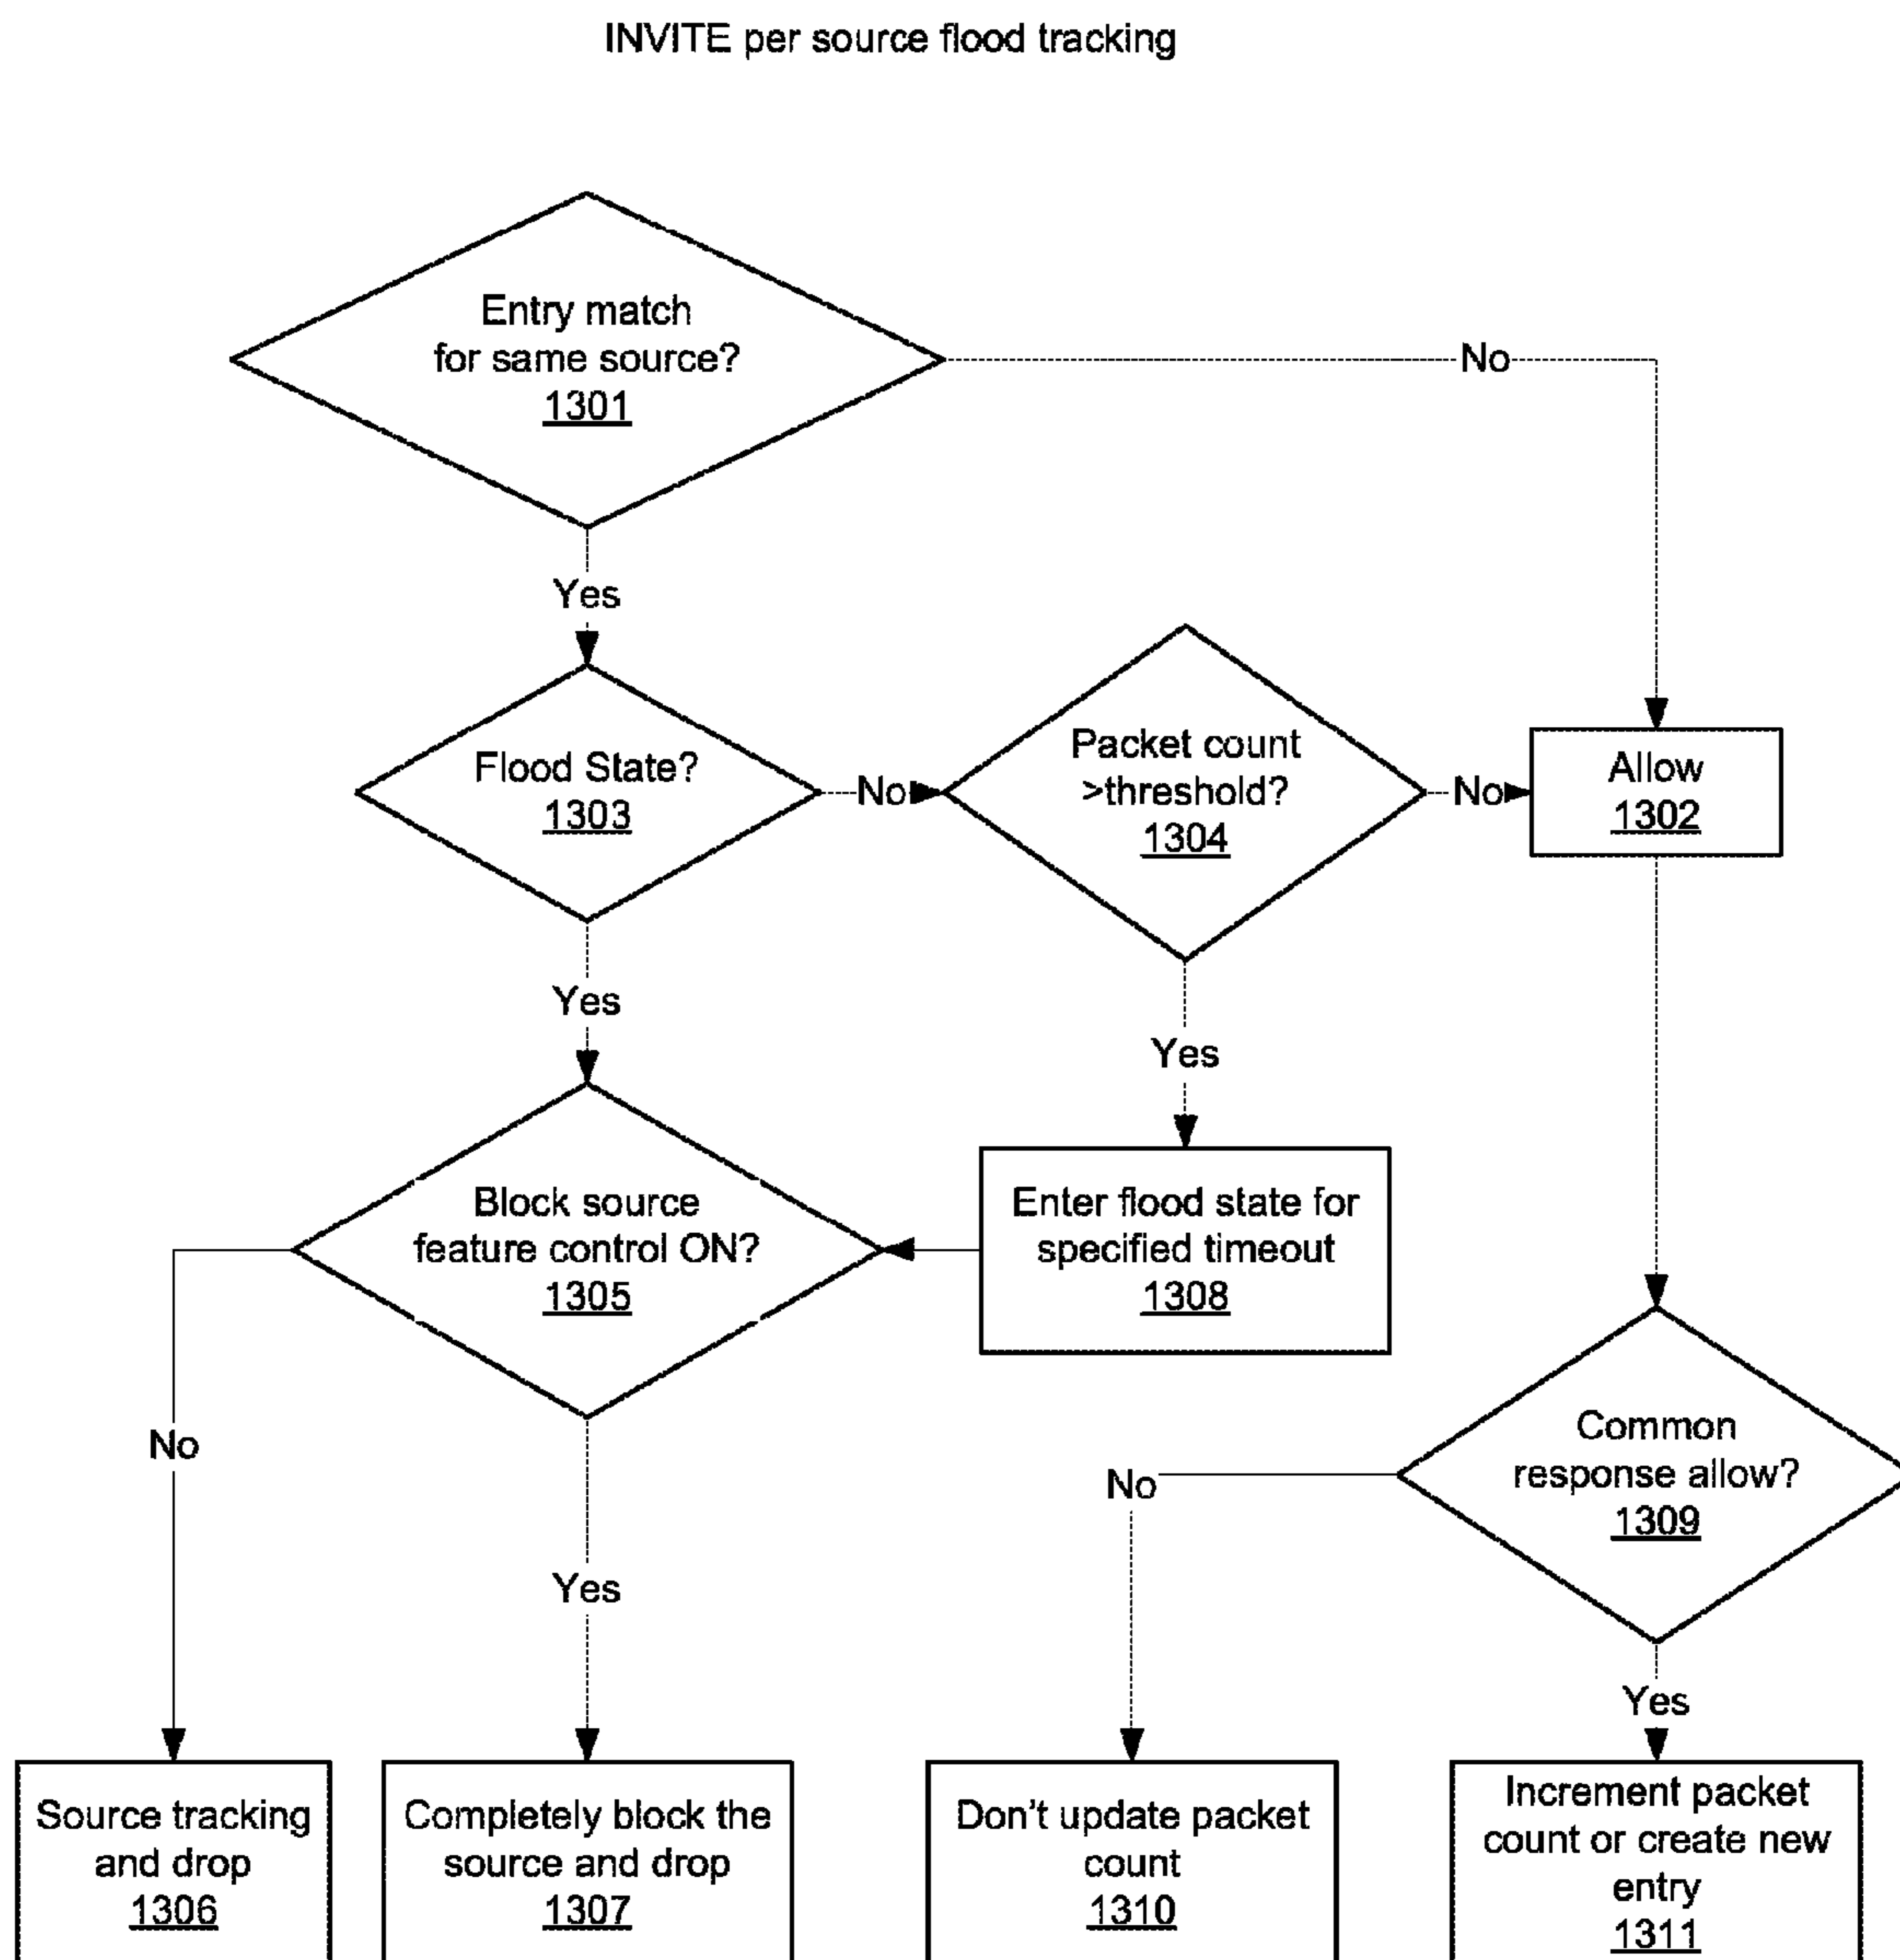 INVITE per source flood tracking
Entry match
for same source?
1301
No
Yes
Flood State?
1303
No
Packet count
>threshold?
1304
No
Allow
1302
Yes
Yes
Block source
feature control ON?
1305
Enter flood state for
specified timeout
1308
No
Yes
Common
response allow?
1309
No
Yes
Source tracking
and drop
1306
Completely block the
source and drop
1307
Don't update packet
count
1310
Increment packet
count or create new
entry
1311